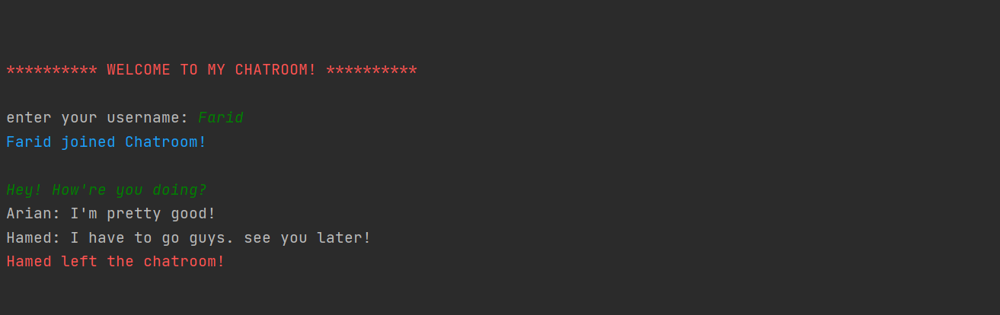 ********** WELCOME TO MY CHATROOM! **********
enter your username: Farid
Farid joined Chatroom!
Hey! How're you doing?
Arian: I'm pretty good!
Hamed: I have to go guys. see you later!
Hamed left the chatroom!